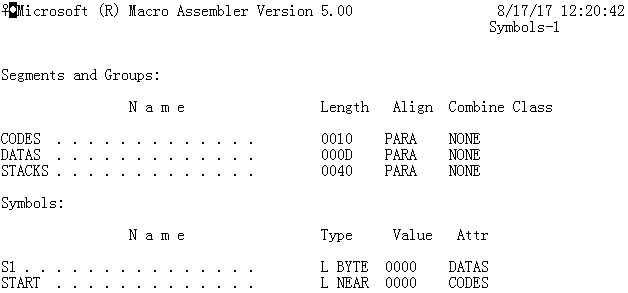 Microsoft (R) Macro Assembler Version 5.00 8/17/17 12:20:42
Symbols-1
Segments and Groups:
N a m e Length Align Combine Class
CODES . . . . . . . . . . . . . 0010 PARA NONE
DATAS . . . . . . . . . . . . . 000D PARA NONE
STACKS . . . . . . . . . . . . . 0040 PARA NONE
Symbols:
N a m e Type Value Attr
S1 . . . . . . . . . . . . . . . L BYTE 0000 DATAS
START . . . . . . . . . . . . . L NEAR 0000 CODES